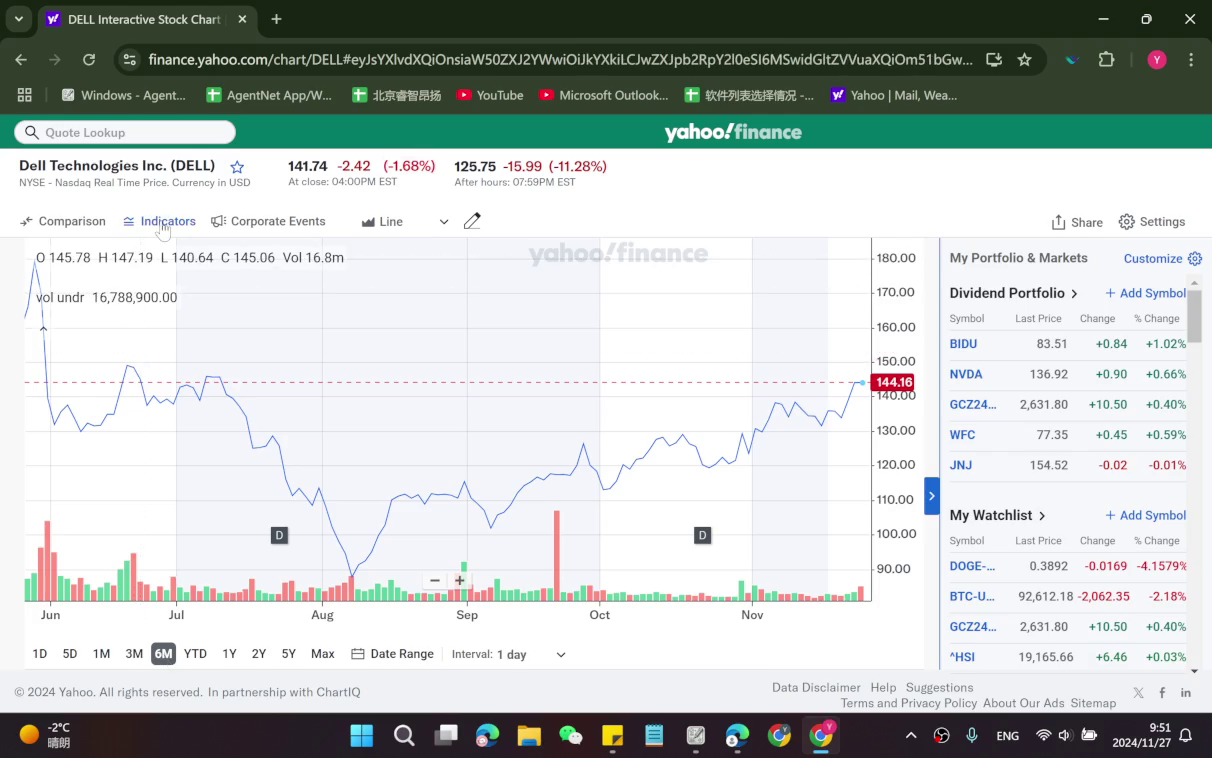 DELL Interactive Stock Chart
finance.yahoo.com/chart/DELL#eyJsYXlvdXQiOnsiaW50ZXJ2YWwiOiJkYXkiLCJwZXJpb2RpY2l0eSI6MSwidGltZVVuaXQiOm51bGw...
Y
Windows - Agent...
AgentNet App/W...
北京睿智昂扬
YouTube
Microsoft Outlook...
软件列表选择情况 -...
Yahoo | Mail, Wea...
Quote Lookup
yahoo!finance
Dell Technologies Inc. (DELL)
NYSE - Nasdaq Real Time Price. Currency in USD
141.74 -2.42 (-1.68%)
At close: 04:00PM EST
125.75 -15.99 (-11.28%)
After hours: 07:59PM EST
Comparison
Indicators
Corporate Events
Line
Share
Settings
O 145.78 H 147.19 L 140.64 C 145.06 Vol 16.8m
vol undr 16,788,900.00
yahoo!finance
180.00
170.00
160.00
150.00
144.16
140.00
130.00
120.00
110.00
100.00
90.00
D
D
Jun Jul Aug Sep Oct Nov
1D 5D 1M 3M 6M YTD 1Y 2Y 5Y Max Date Range Interval: 1 day
My Portfolio & Markets
Customize
Dividend Portfolio
+ Add Symbol
Symbol Last Price Change % Change
BIDU 83.51 +0.84 +1.02%
NVDA 136.92 +0.90 +0.66%
GCZ24... 2,631.80 +10.50 +0.40%
WFC 77.35 +0.45 +0.59%
JNJ 154.52 -0.02 -0.01%
My Watchlist
+ Add Symbol
Symbol Last Price Change % Change
DOGE-... 0.3892 -0.0169 -4.1579%
BTC-U... 92,612.18 -2,062.35 -2.18%
GCZ24... 2,631.80 +10.50 +0.40%
^HSI 19,165.66 +6.46 +0.03%
© 2024 Yahoo. All rights reserved. In partnership with ChartIQ
Data Disclaimer Help Suggestions
Terms and Privacy Policy About Our Ads Sitemap
-2°C
晴朗
ENG
9:51
2024/11/27